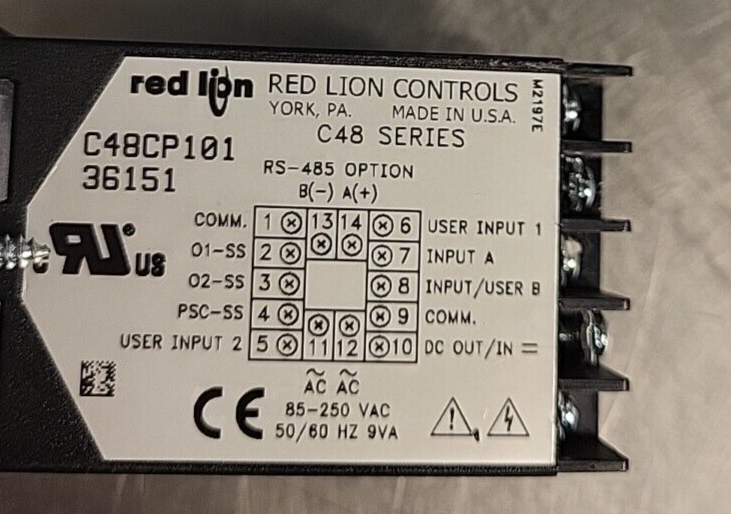 red lion RED LION CONTROLS
YORK, PA. MADE IN U.S.A.
M2197E
C48 SERIES
C48CP101
36151
RS-485 OPTION
B(-) A(+)
COMM. 1 13 14 6 USER INPUT 1
O1-SS 2 7 INPUT A
O2-SS 3 8 INPUT/USER B
PSC-SS 4 9 COMM.
USER INPUT 2 5 11 12 10 DC OUT/IN
AC AC
85-250 VAC
50/60 HZ 9VA
c RU ® US
CE